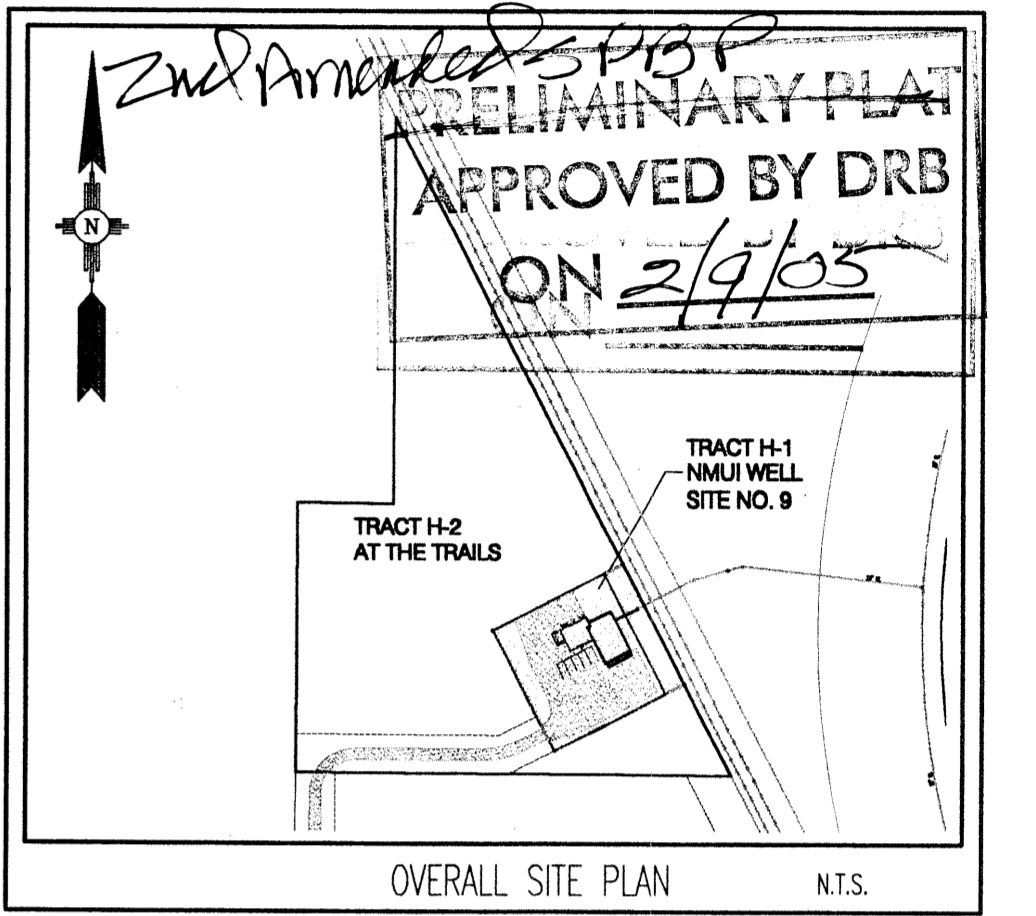 2nd Amended SPBP
PRELIMINARY PLAT
APPROVED BY DRB
ON 2/9/05
N
TRACT H-1
NMUI WELL
SITE NO. 9
TRACT H-2
AT THE TRAILS
OVERALL SITE PLAN
N.T.S.